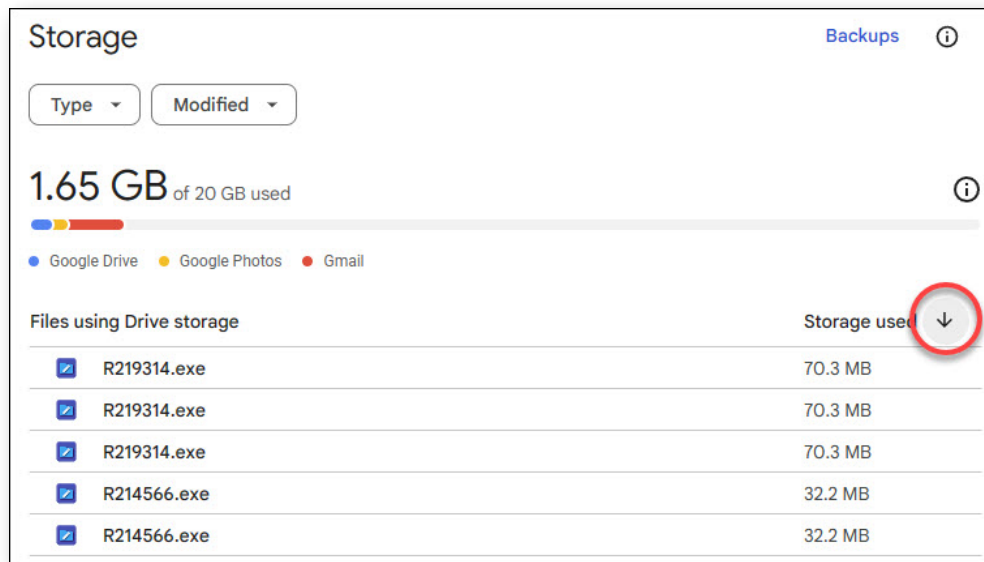 Storage Backups
Type Modified
1.65 GB of 20 GB used
Google Drive Google Photos Gmail
Files using Drive storage Storage used
R219314.exe 70.3 MB
R219314.exe 70.3 MB
R219314.exe 70.3 MB
R214566.exe 32.2 MB
R214566.exe 32.2 MB